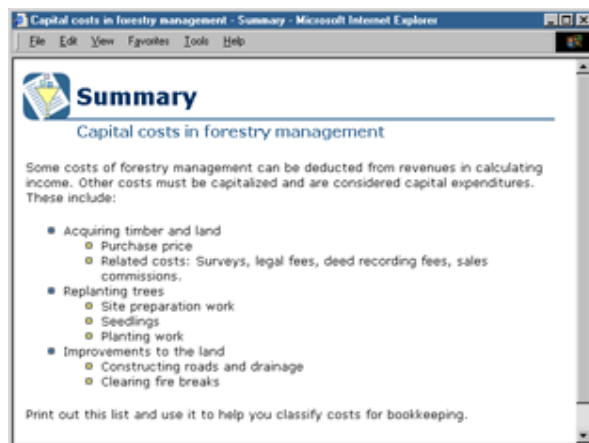 Capital costs in forestry management - Summary - Microsoft Internet Explorer
File Edit View Favorites Tools Help
Summary
Capital costs in forestry management
Some costs of forestry management can be deducted from revenues in calculating
income. Other costs must be capitalized and are considered capital expenditures.
These include:
Acquiring timber and land
Purchase price
Related costs: Surveys, legal fees, deed recording fees, sales
commissions.
Replanting trees
Site preparation work
Seedlings
Planting work
Improvements to the land
Constructing roads and drainage
Clearing fire breaks
Print out this list and use it to help you classify costs for bookkeeping.